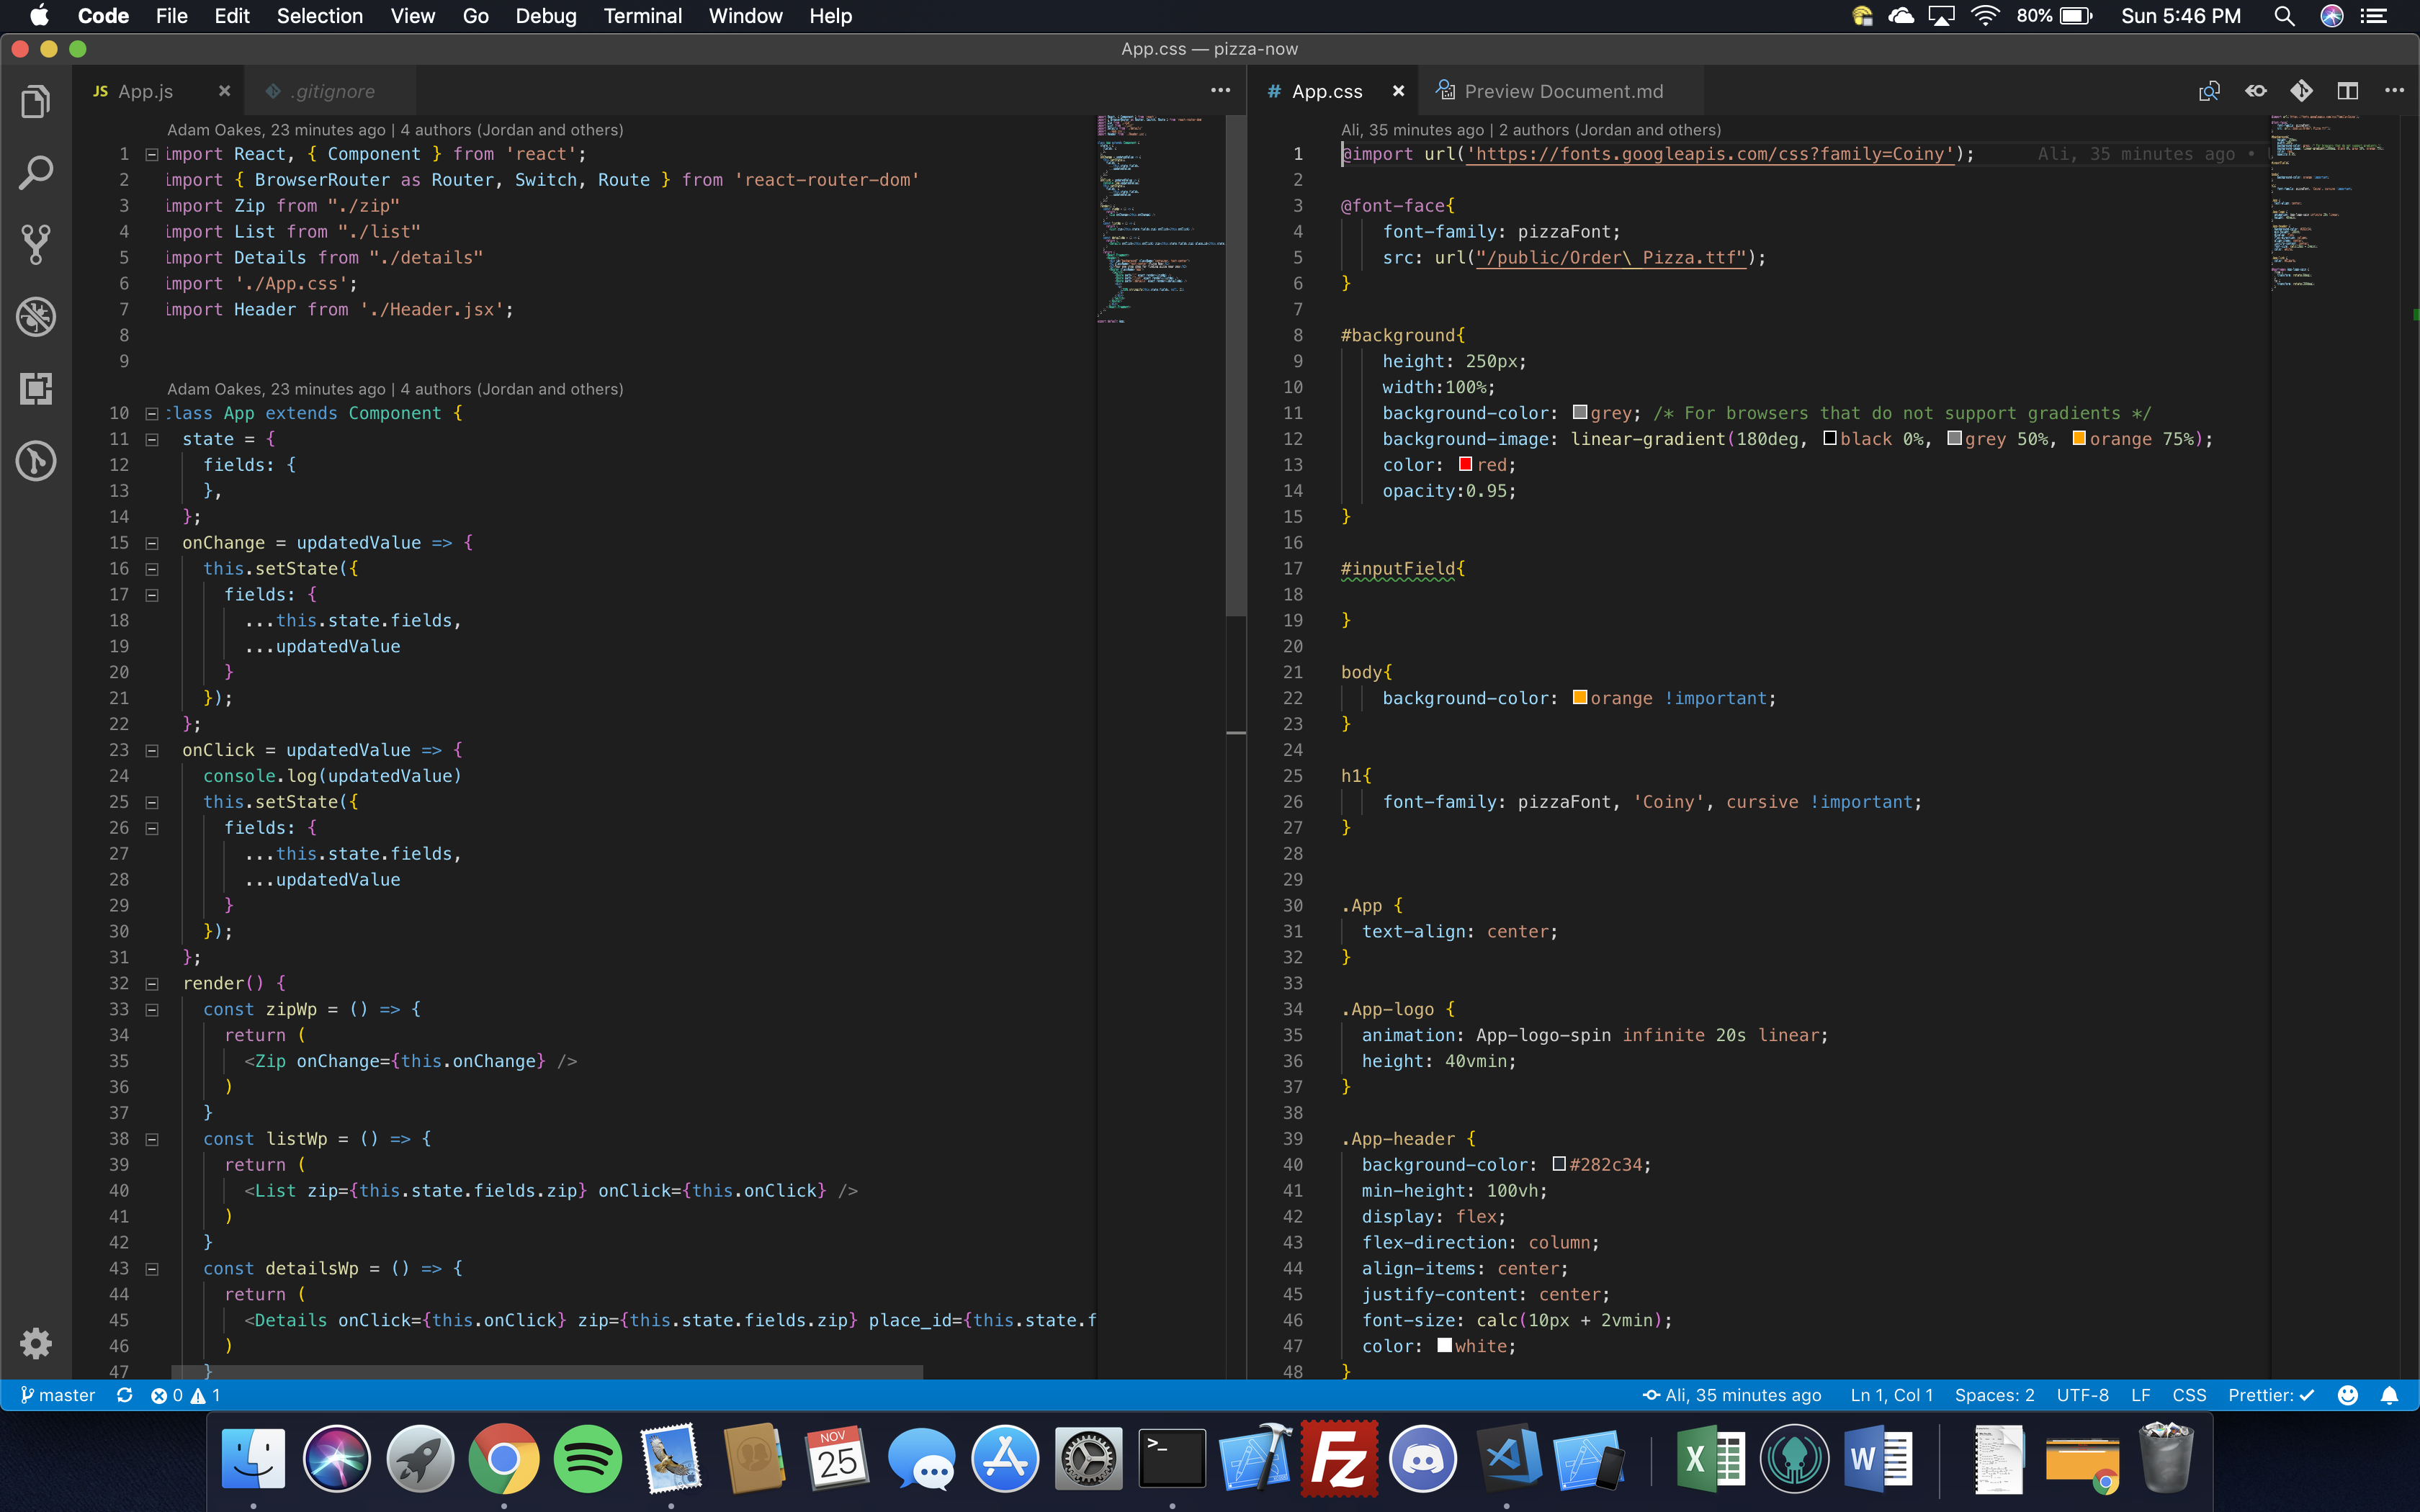 Code File Edit Selection View Go Debug Terminal Window Help 80% Sun 5:46 PM
App.css — pizza-now
JS App.js
.gitignore
Adam Oakes, 23 minutes ago | 4 authors (Jordan and others)
1 import React, { Component } from 'react';
2 import { BrowserRouter as Router, Switch, Route } from 'react-router-dom'
3 import Zip from "./zip"
4 import List from "./list"
5 import Details from "./details"
6 import './App.css';
7 import Header from './Header.jsx';
8
9
Adam Oakes, 23 minutes ago | 4 authors (Jordan and others)
10 class App extends Component {
11 state = {
12 fields: {
13 },
14 };
15 onChange = updatedValue => {
16 this.setState({
17 fields: {
18 ...this.state.fields,
19 ...updatedValue
20 }
21 });
22 };
23 onClick = updatedValue => {
24 console.log(updatedValue)
25 this.setState({
26 fields: {
27 ...this.state.fields,
28 ...updatedValue
29 }
30 });
31 };
32 render() {
33 const zipWp = () => {
34 return (
35 <Zip onChange={this.onChange} />
36 )
37 }
38 const listWp = () => {
39 return (
40 <List zip={this.state.fields.zip} onClick={this.onClick} />
41 )
42 }
43 const detailsWp = () => {
44 return (
45 <Details onClick={this.onClick} zip={this.state.fields.zip} place_id={this.state.f
46 )
47 }
# App.css
Preview Document.md
Ali, 35 minutes ago | 2 authors (Jordan and others)
1 @import url('https://fonts.googleapis.com/css?family=Coiny'); Ali, 35 minutes ago •
2
3 @font-face{
4 font-family: pizzaFont;
5 src: url("/public/Order\ Pizza.ttf");
6 }
7
8 #background{
9 height: 250px;
10 width:100%;
11 background-color: grey; /* For browsers that do not support gradients */
12 background-image: linear-gradient(180deg, black 0%, grey 50%, orange 75%);
13 color: red;
14 opacity:0.95;
15 }
16
17 #inputField{
18
19 }
20
21 body{
22 background-color: orange !important;
23 }
24
25 h1{
26 font-family: pizzaFont, 'Coiny', cursive !important;
27 }
28
29
30 .App {
31 text-align: center;
32 }
33
34 .App-logo {
35 animation: App-logo-spin infinite 20s linear;
36 height: 40vmin;
37 }
38
39 .App-header {
40 background-color: #282c34;
41 min-height: 100vh;
42 display: flex;
43 flex-direction: column;
44 align-items: center;
45 justify-content: center;
46 font-size: calc(10px + 2vmin);
47 color: white;
48 }
master 0 1 Ali, 35 minutes ago Ln 1, Col 1 Spaces: 2 UTF-8 LF CSS Prettier: ✓
NOV
25
>_
Fz
X
W